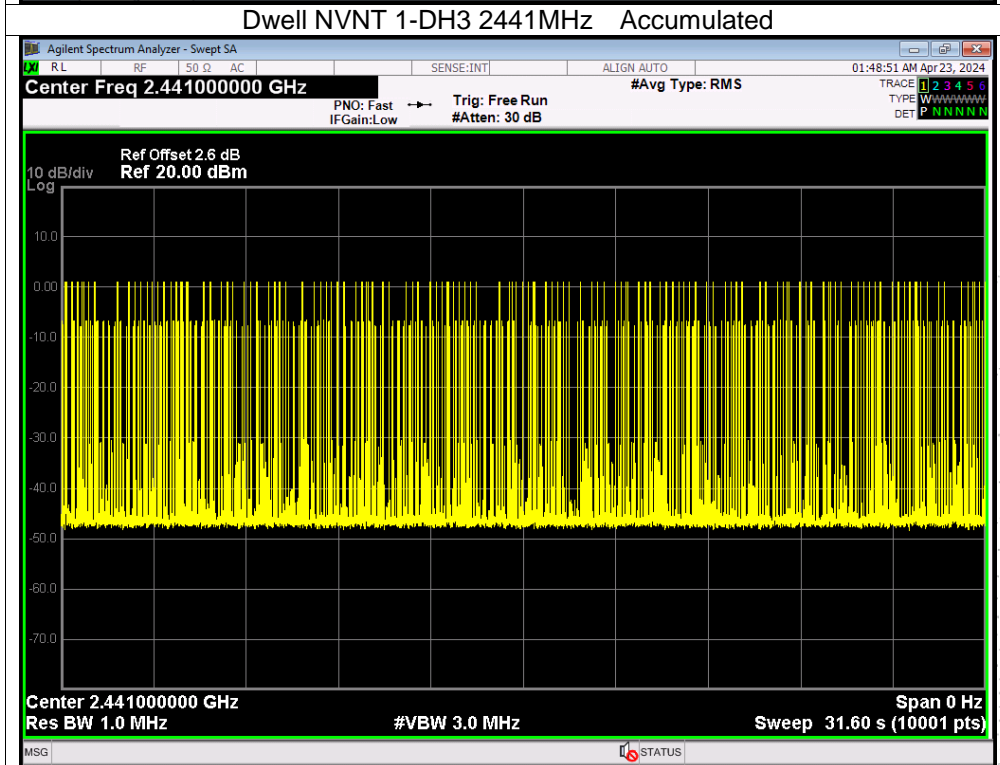 Dwell NVNT 1-DH3 2441MHz Accumulated
Agilent Spectrum Analyzer - Swept SA
LXI RL RF 50 Ω AC SENSE:INT ALIGN AUTO 01:48:51 AM Apr 23, 2024
Center Freq 2.441000000 GHz #Avg Type: RMS TRACE 1 2 3 4 5 6
PNO: Fast Trig: Free Run TYPE WWWWWW
IFGain:Low #Atten: 30 dB DET P N N N N N
Ref Offset 2.6 dB
10 dB/div Ref 20.00 dBm
Log
10.0
0.00
-10.0
-20.0
-30.0
-40.0
-50.0
-60.0
-70.0
Center 2.441000000 GHz Span 0 Hz
Res BW 1.0 MHz #VBW 3.0 MHz Sweep 31.60 s (10001 pts)
MSG STATUS